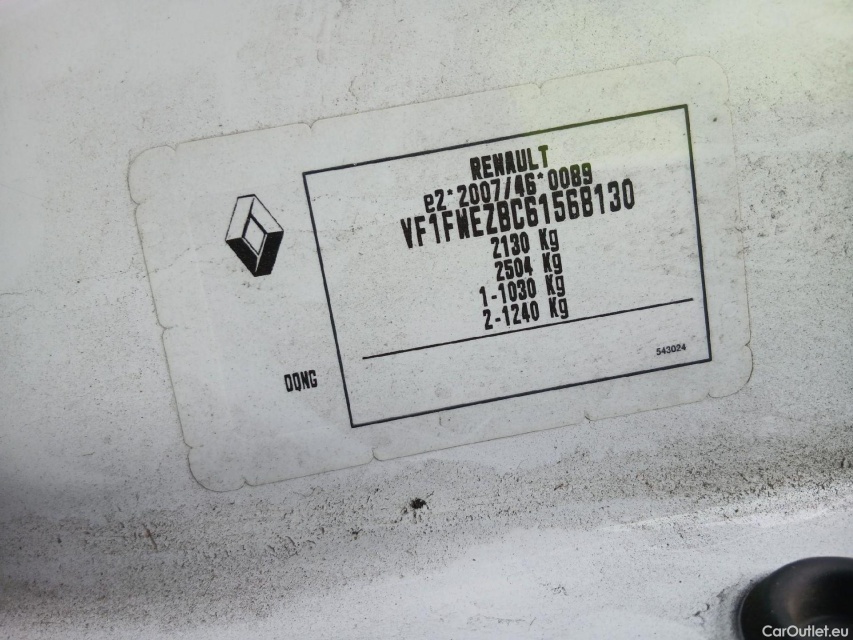 RENAULT
e2*2007/46*0089
VF1FWEZBC61568130
2130 Kg
2504 Kg
1-1030 Kg
2-1240 Kg
543024
DQNG
CarOutlet.eu